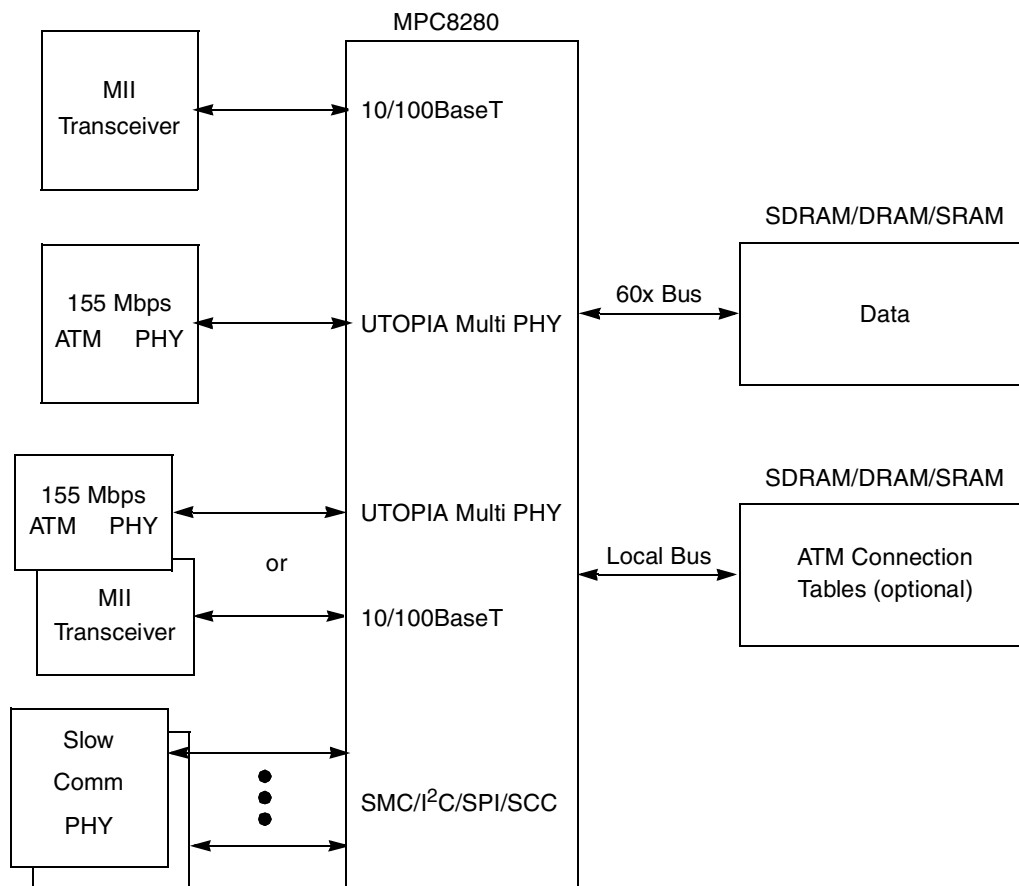 MPC8280
MII
Transceiver
10/100BaseT
SDRAM/DRAM/SRAM
155 Mbps
ATM PHY
UTOPIA Multi PHY
60x Bus
Data
155 Mbps
ATM PHY
UTOPIA Multi PHY
SDRAM/DRAM/SRAM
or
Local Bus
ATM Connection
Tables (optional)
MII
Transceiver
10/100BaseT
Slow
Comm
PHY
SMC/I²C/SPI/SCC